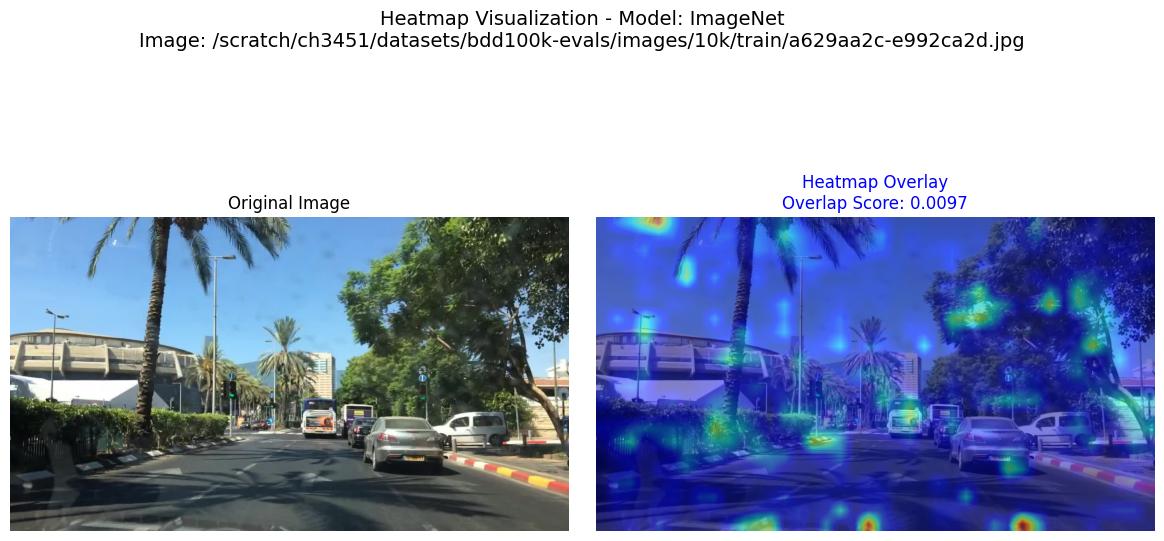 Heatmap Visualization - Model: ImageNet
Image: /scratch/ch3451/datasets/bdd100k-evals/images/10k/train/a629aa2c-e992ca2d.jpg
Original Image
Heatmap Overlay
Overlap Score: 0.0097